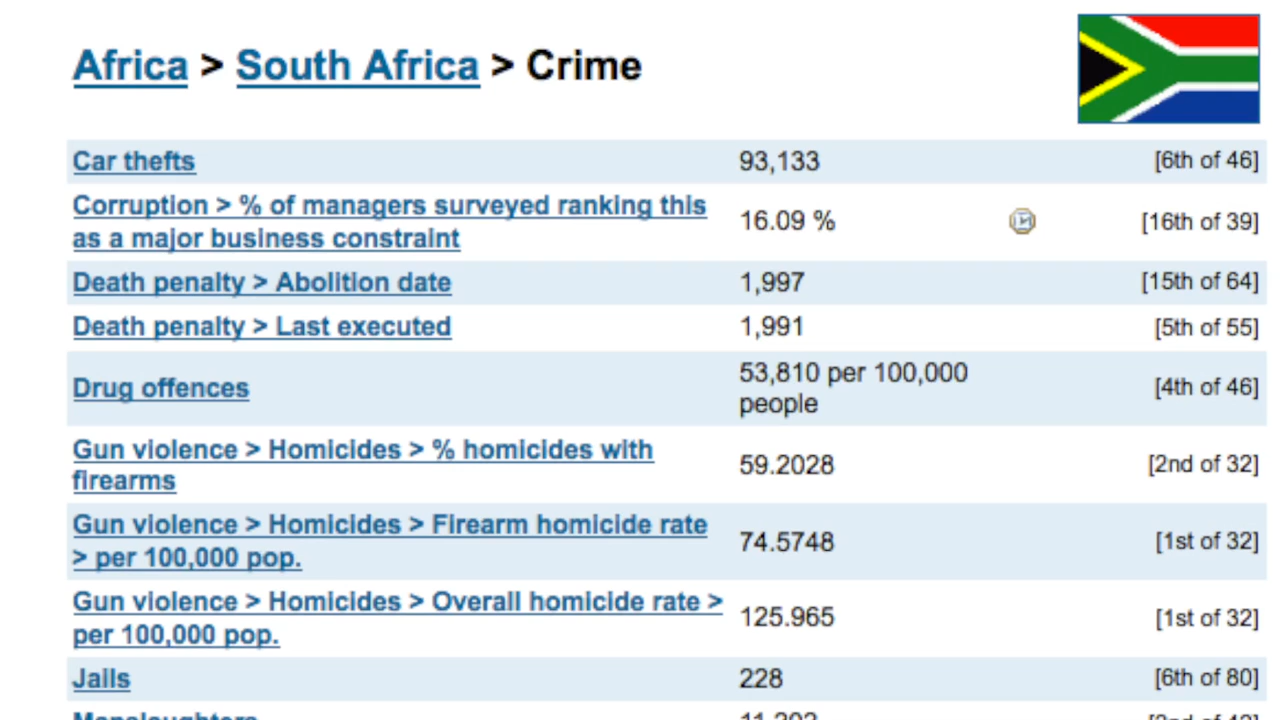 Africa > South Africa > Crime
Car thefts 93,133 [6th of 46]
Corruption > % of managers surveyed ranking this
as a major business constraint 16.09 % [16th of 39]
Death penalty > Abolition date 1,997 [15th of 64]
Death penalty > Last executed 1,991 [5th of 55]
Drug offences 53,810 per 100,000
people [4th of 46]
Gun violence > Homicides > % homicides with
firearms 59.2028 [2nd of 32]
Gun violence > Homicides > Firearm homicide rate
> per 100,000 pop. 74.5748 [1st of 32]
Gun violence > Homicides > Overall homicide rate >
per 100,000 pop. 125.965 [1st of 32]
Jails 228 [6th of 80]